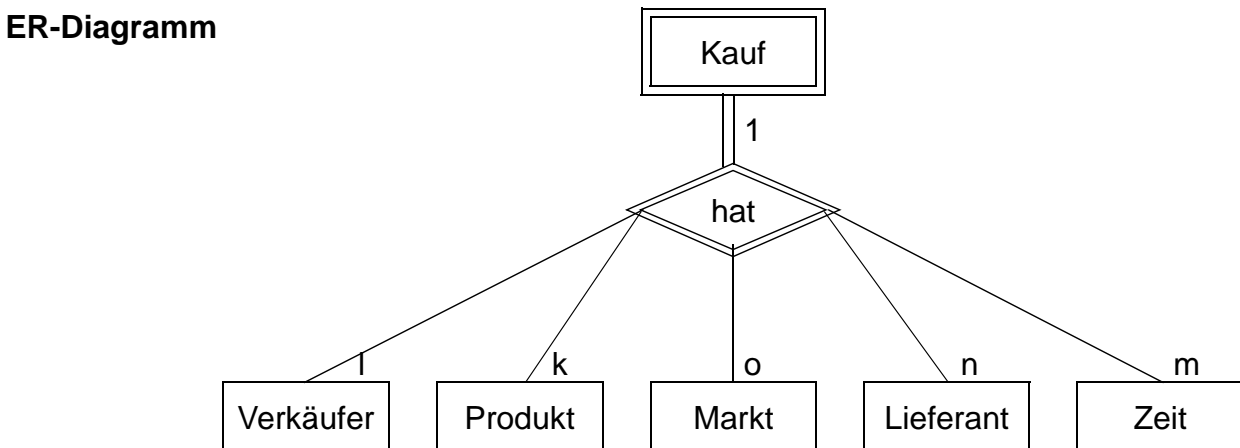 ER-Diagramm
Kauf
1
hat
l k o n m
Verkäufer Produkt Markt Lieferant Zeit